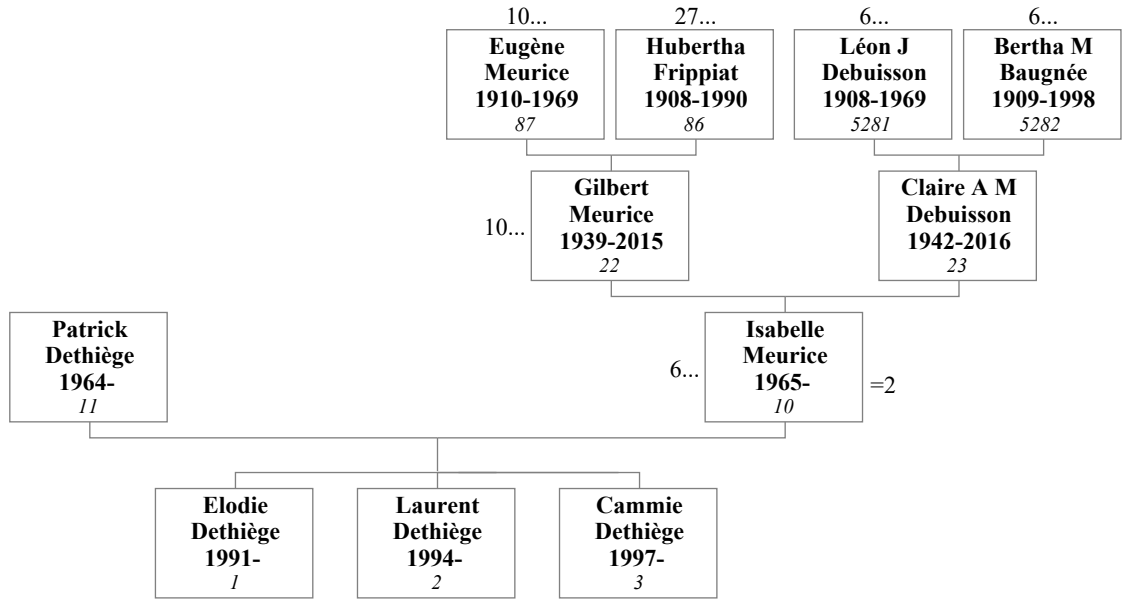 10...
27...
6...
6...
Eugène
Meurice
1910-1969
87
Hubertha
Frippiat
1908-1990
86
Léon J
Debuisson
1908-1969
5281
Bertha M
Baugnée
1909-1998
5282
10...
Gilbert
Meurice
1939-2015
22
Claire A M
Debuisson
1942-2016
23
Patrick
Dethiège
1964-
11
6...
Isabelle
Meurice
1965-
10
=2
Elodie
Dethiège
1991-
1
Laurent
Dethiège
1994-
2
Cammie
Dethiège
1997-
3